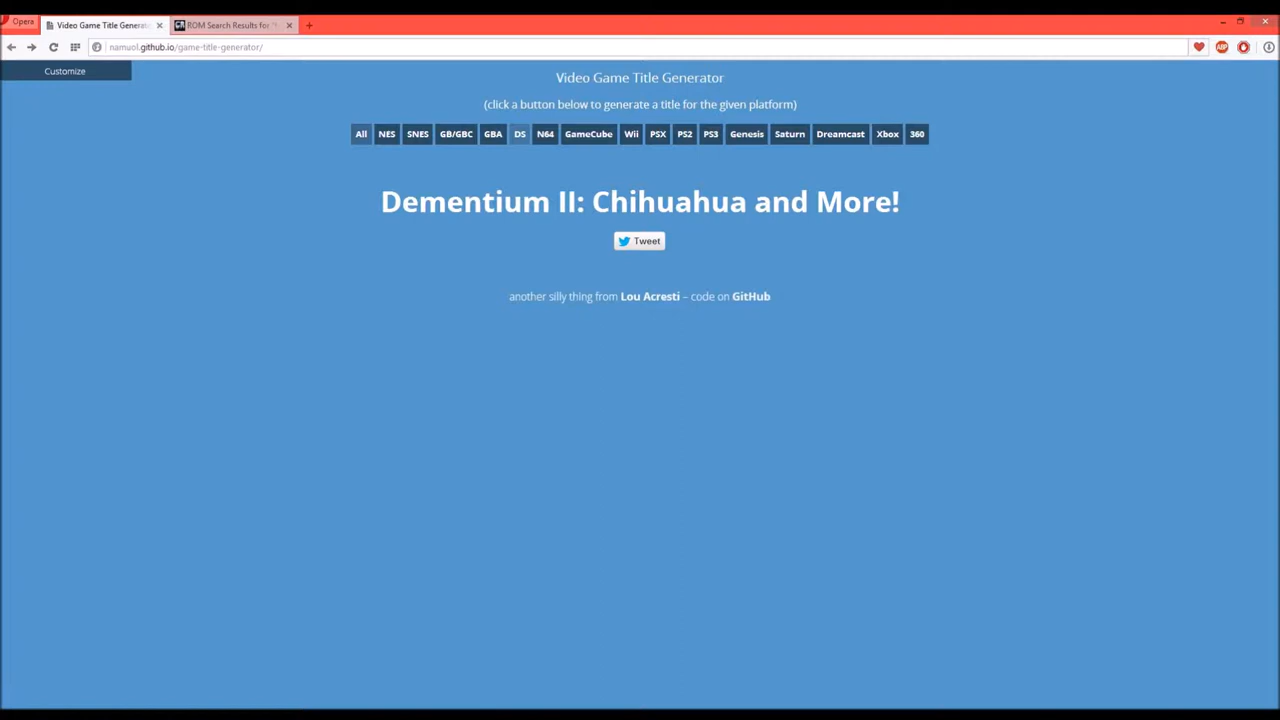 Opera
Video Game Title Generato
ROM Search Results for "
namuol.github.io/game-title-generator/
ABP
Customize
Video Game Title Generator
(click a button below to generate a title for the given platform)
All NES SNES GB/GBC GBA DS N64 GameCube Wii PSX PS2 PS3 Genesis Saturn Dreamcast Xbox 360
Dementium II: Chihuahua and More!
Tweet
another silly thing from Lou Acresti – code on GitHub